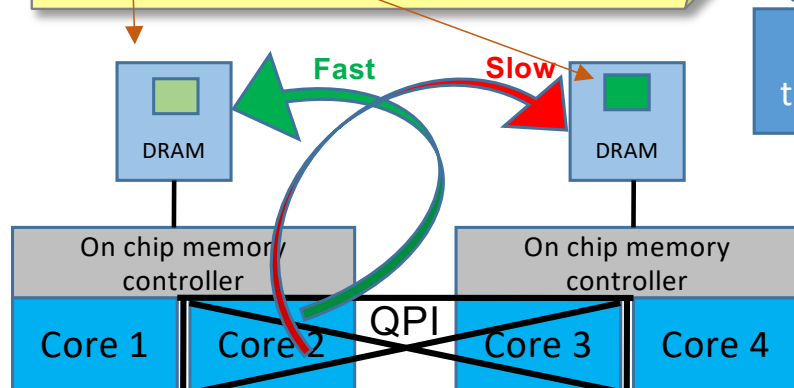 Fast
Slow
t
DRAM
DRAM
On chip memory
controller
On chip memory
controller
QPI
Core 1
Core 2
Core 3
Core 4